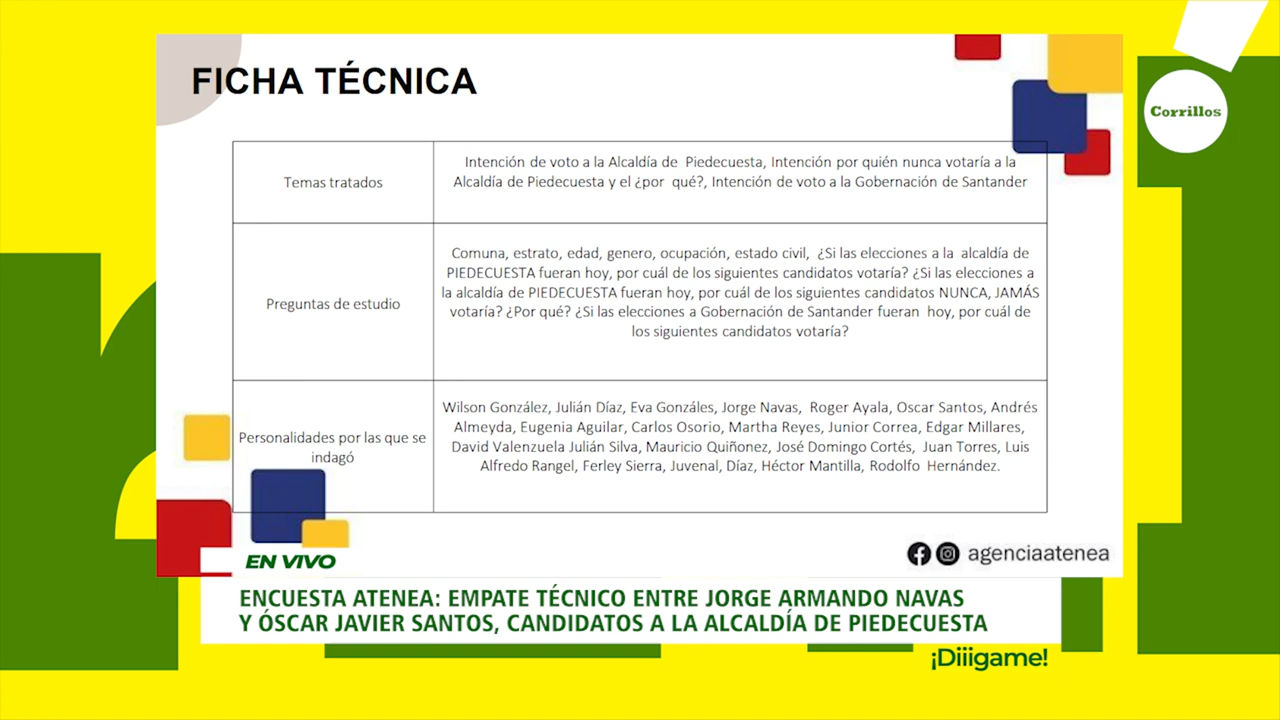 FICHA TÉCNICA
Corrillos
Temas tratados
Intención de voto a la Alcaldía de Piedecuesta, Intención por quién nunca votaría a la
Alcaldía de Piedecuesta y el ¿por qué?, Intención de voto a la Gobernación de Santander
Preguntas de estudio
Comuna, estrato, edad, genero, ocupación, estado civil, ¿Si las elecciones a la alcaldía de
PIEDECUESTA fueran hoy, por cuál de los siguientes candidatos votaría? ¿Si las elecciones a
la alcaldía de PIEDECUESTA fueran hoy, por cuál de los siguientes candidatos NUNCA, JAMÁS
votaría? ¿Por qué? ¿Si las elecciones a Gobernación de Santander fueran hoy, por cuál de
los siguientes candidatos votaría?
Personalidades por las que se
indagó
Wilson González, Julián Díaz, Eva Gonzáles, Jorge Navas, Roger Ayala, Oscar Santos, Andrés
Almeyda, Eugenia Aguilar, Carlos Osorio, Martha Reyes, Junior Correa, Edgar Millares,
David Valenzuela Julián Silva, Mauricio Quiñonez, José Domingo Cortés, Juan Torres, Luis
Alfredo Rangel, Ferley Sierra, Juvenal, Díaz, Héctor Mantilla, Rodolfo Hernández.
EN VIVO
agenciaatenea
ENCUESTA ATENEA: EMPATE TÉCNICO ENTRE JORGE ARMANDO NAVAS
Y ÓSCAR JAVIER SANTOS, CANDIDATOS A LA ALCALDÍA DE PIEDECUESTA
¡Diiigame!